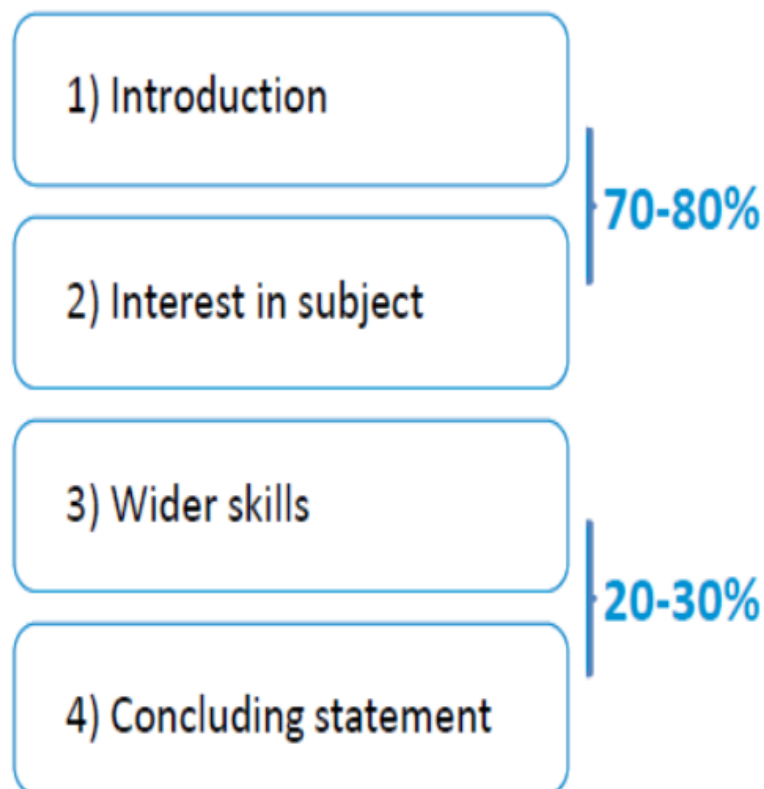 1) Introduction
70-80%
2) Interest in subject
3) Wider skills
20-30%
4) Concluding statement